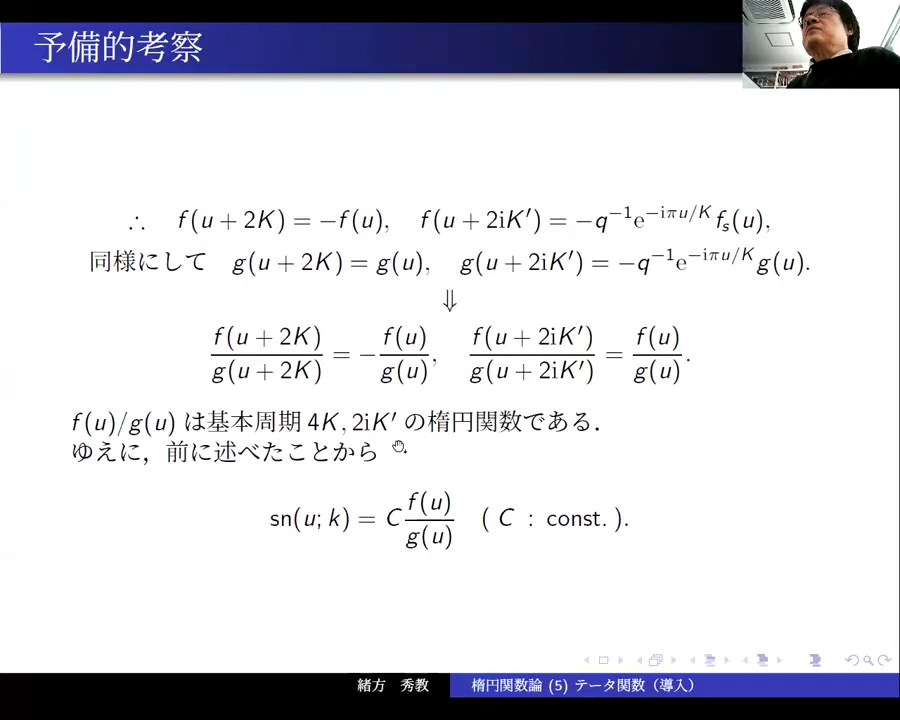 予備的考察
∴ f(u + 2K) = −f(u), f(u + 2iK′) = −q⁻¹e^{−iπu/K} f_s(u),
同様にして g(u + 2K) = g(u), g(u + 2iK′) = −q⁻¹e^{−iπu/K} g(u).
⇓
f(u + 2K)/g(u + 2K) = −f(u)/g(u), f(u + 2iK′)/g(u + 2iK′) = f(u)/g(u).
f(u)/g(u) は基本周期 4K, 2iK′ の楕円関数である.
ゆえに，前に述べたことから
sn(u; k) = C f(u)/g(u) ( C : const. ).
緒方 秀教 楕円関数論 (5) テータ関数（導入）